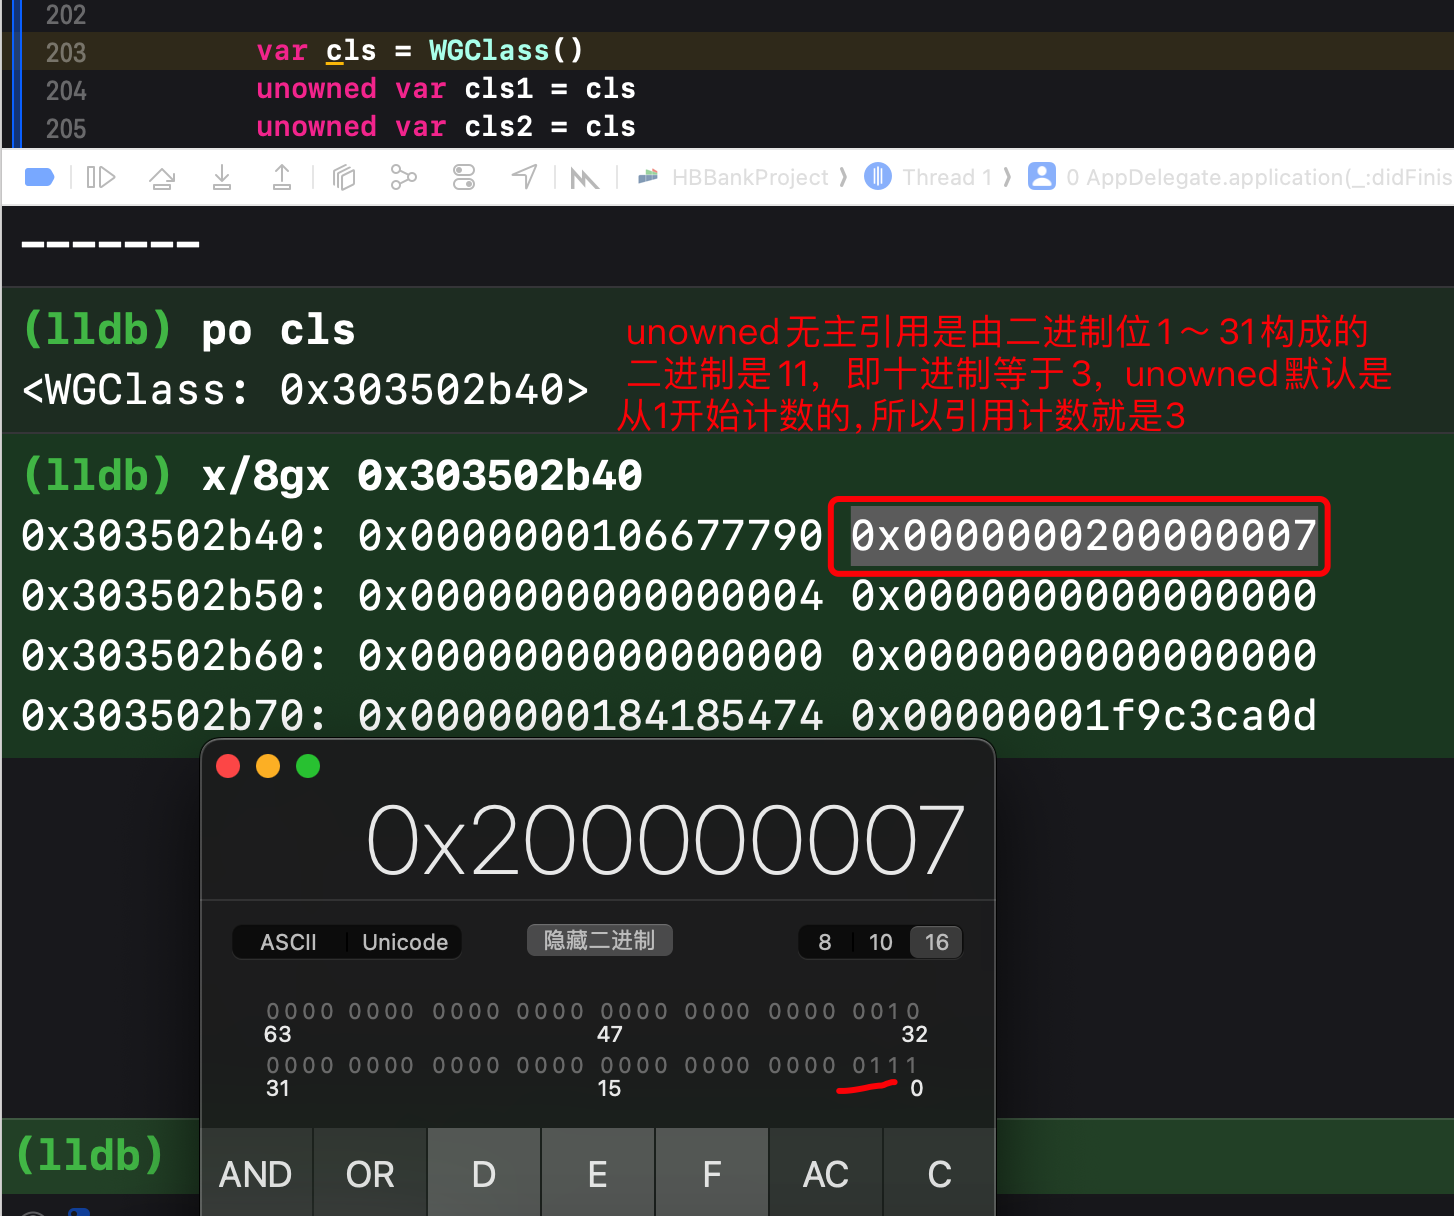 202
203 var cls = WGClass()
204 unowned var cls1 = cls
205 unowned var cls2 = cls
HBBankProject ❭ Thread 1 ❭ 0 AppDelegate.application(_:didFinis
-------
(lldb) po cls
<WGClass: 0x303502b40>
unowned无主引用是由二进制位1～31构成的
二进制是11，即十进制等于3，unowned默认是
从1开始计数的,所以引用计数就是3
(lldb) x/8gx 0x303502b40
0x303502b40: 0x0000000106677790 0x0000000200000007
0x303502b50: 0x0000000000000004 0x0000000000000000
0x303502b60: 0x0000000000000000 0x0000000000000000
0x303502b70: 0x0000000184185474 0x00000001f9c3ca0d
0x200000007
ASCII Unicode 隐藏二进制 8 10 16
0000 0000 0000 0000 0000 0000 0000 0010
63 47 32
0000 0000 0000 0000 0000 0000 0000 0111
31 15 0
(lldb)
AND OR D E F AC C